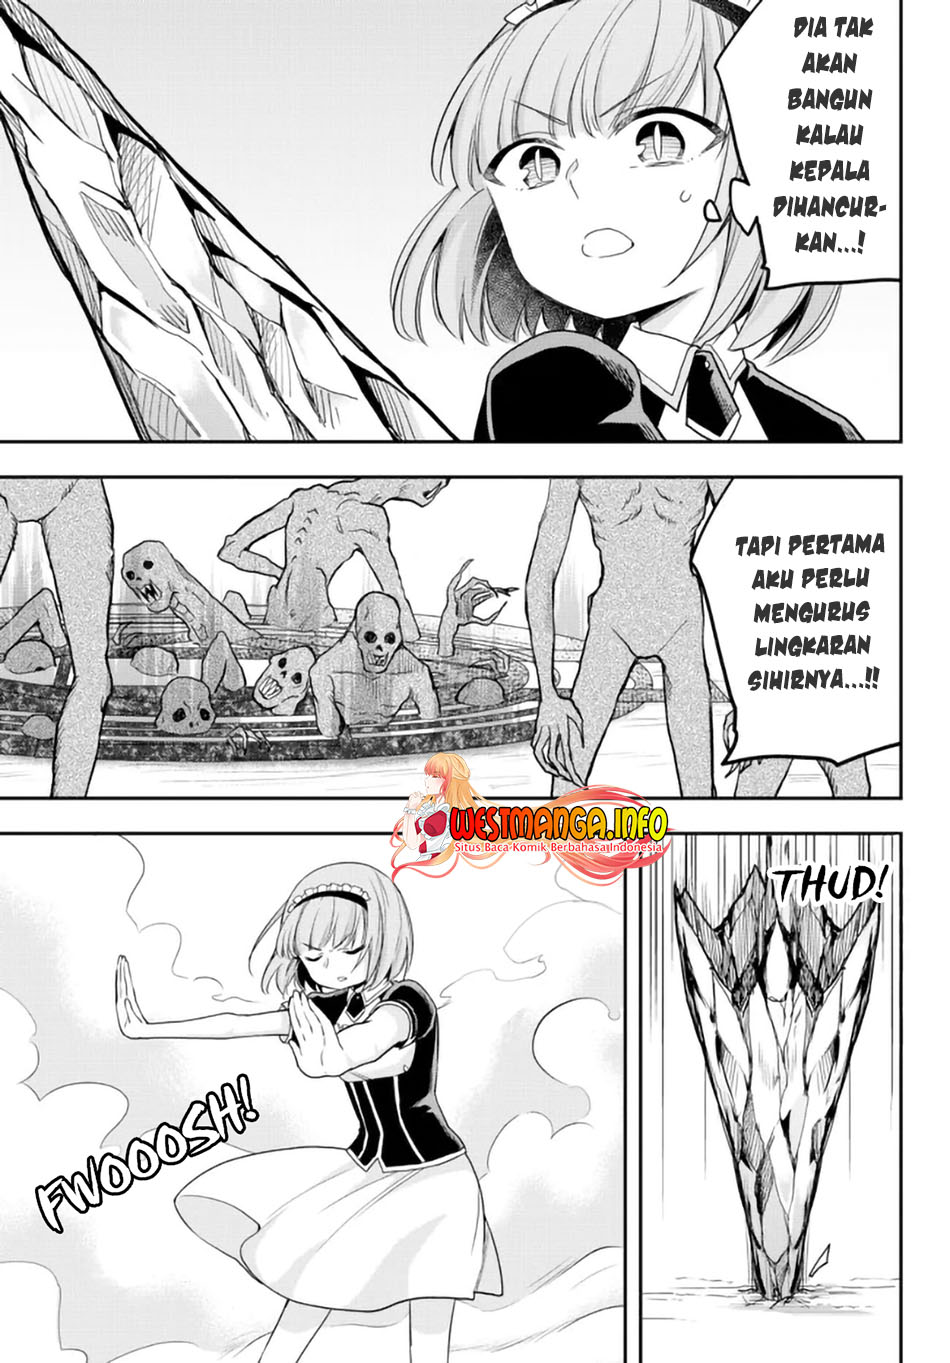 DIA TAK
AKAN
BANGUN
KALAU
KEPALA
DIHANCUR-
KAN...!
TAPI PERTAMA
AKU PERLU
MENGURUS
LINGKARAN
SIHIRNYA...!!
WESTMANGA.INFO
Situs Baca Komik Berbahasa Indonesia
THUD!
FWOOOSH!